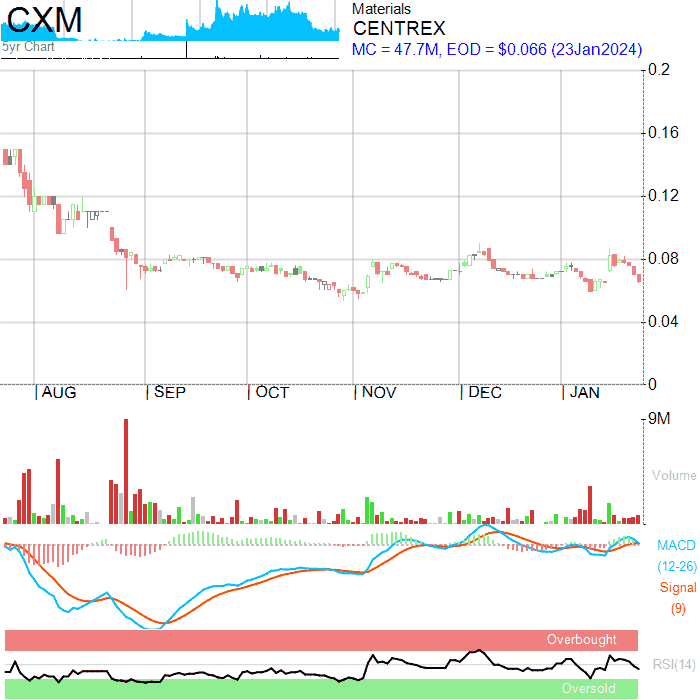 CXM
5yr Chart
Materials
CENTREX
MC = 47.7M, EOD = $0.066 (23Jan2024)
0.2
0.16
0.12
0.08
0.04
0
AUG
SEP
OCT
NOV
DEC
JAN
9M
Volume
MACD
(12-26)
Signal
(9)
Overbought
RSI(14)
Oversold